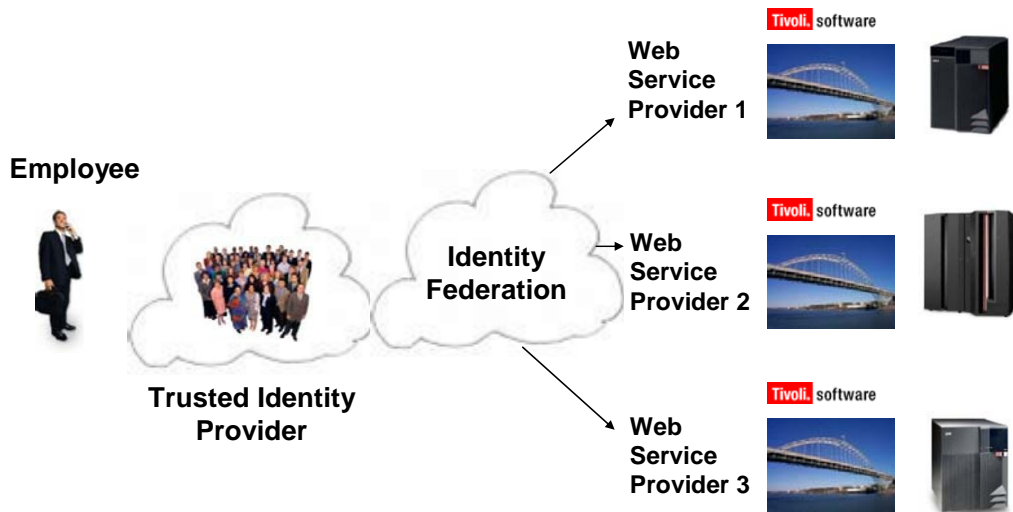 Tivoli. software
Web
Service
Provider 1
Employee
Tivoli. software
Identity
Federation
Web
Service
Provider 2
Trusted Identity
Provider
Tivoli. software
Web
Service
Provider 3